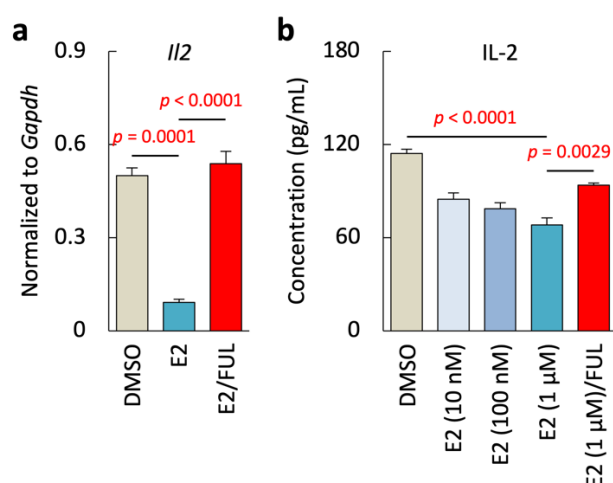 a
Il2
Normalized to Gapdh
0.9
0.6
0.3
0
p < 0.0001
p = 0.0001
DMSO
E2
E2/FUL
b
IL-2
Concentration (pg/mL)
180
120
60
0
p < 0.0001
p = 0.0029
DMSO
E2 (10 nM)
E2 (100 nM)
E2 (1 µM)
E2 (1 µM)/FUL